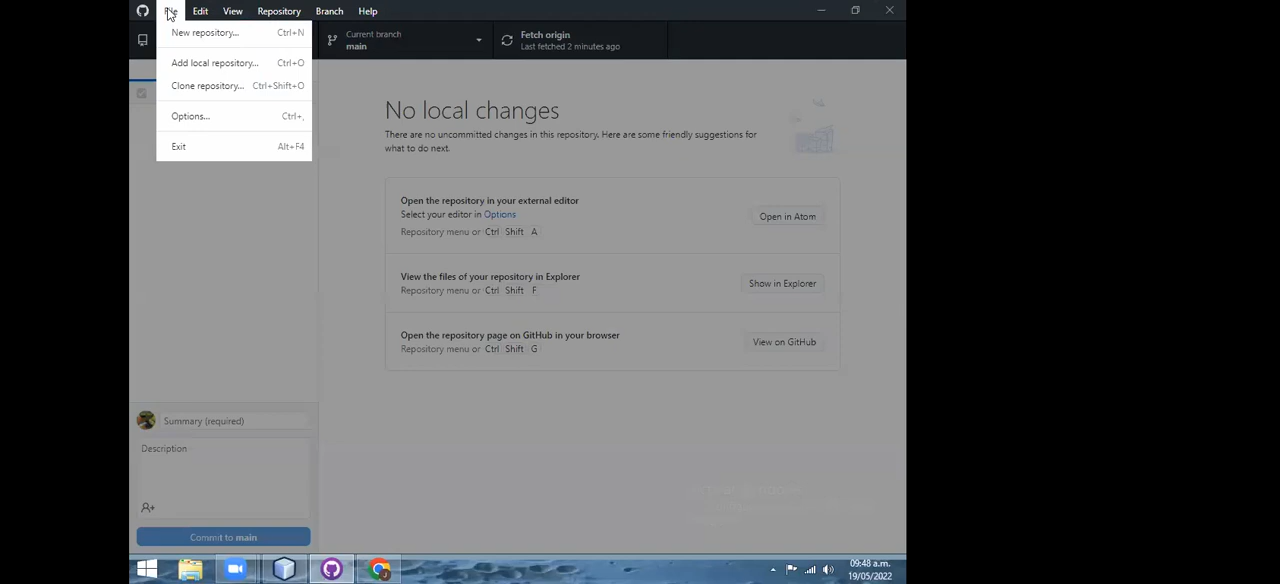 File Edit View Repository Branch Help
New repository... Ctrl+N
Add local repository... Ctrl+O
Clone repository... Ctrl+Shift+O
Options... Ctrl+,
Exit Alt+F4
Current branch
main
Fetch origin
Last fetched 2 minutes ago
No local changes
There are no uncommitted changes in this repository. Here are some friendly suggestions for
what to do next.
Open the repository in your external editor
Select your editor in Options
Repository menu or Ctrl Shift A
Open in Atom
View the files of your repository in Explorer
Repository menu or Ctrl Shift F
Show in Explorer
Open the repository page on GitHub in your browser
Repository menu or Ctrl Shift G
View on GitHub
Summary (required)
Description
Commit to main
09:48 a.m.
19/05/2022